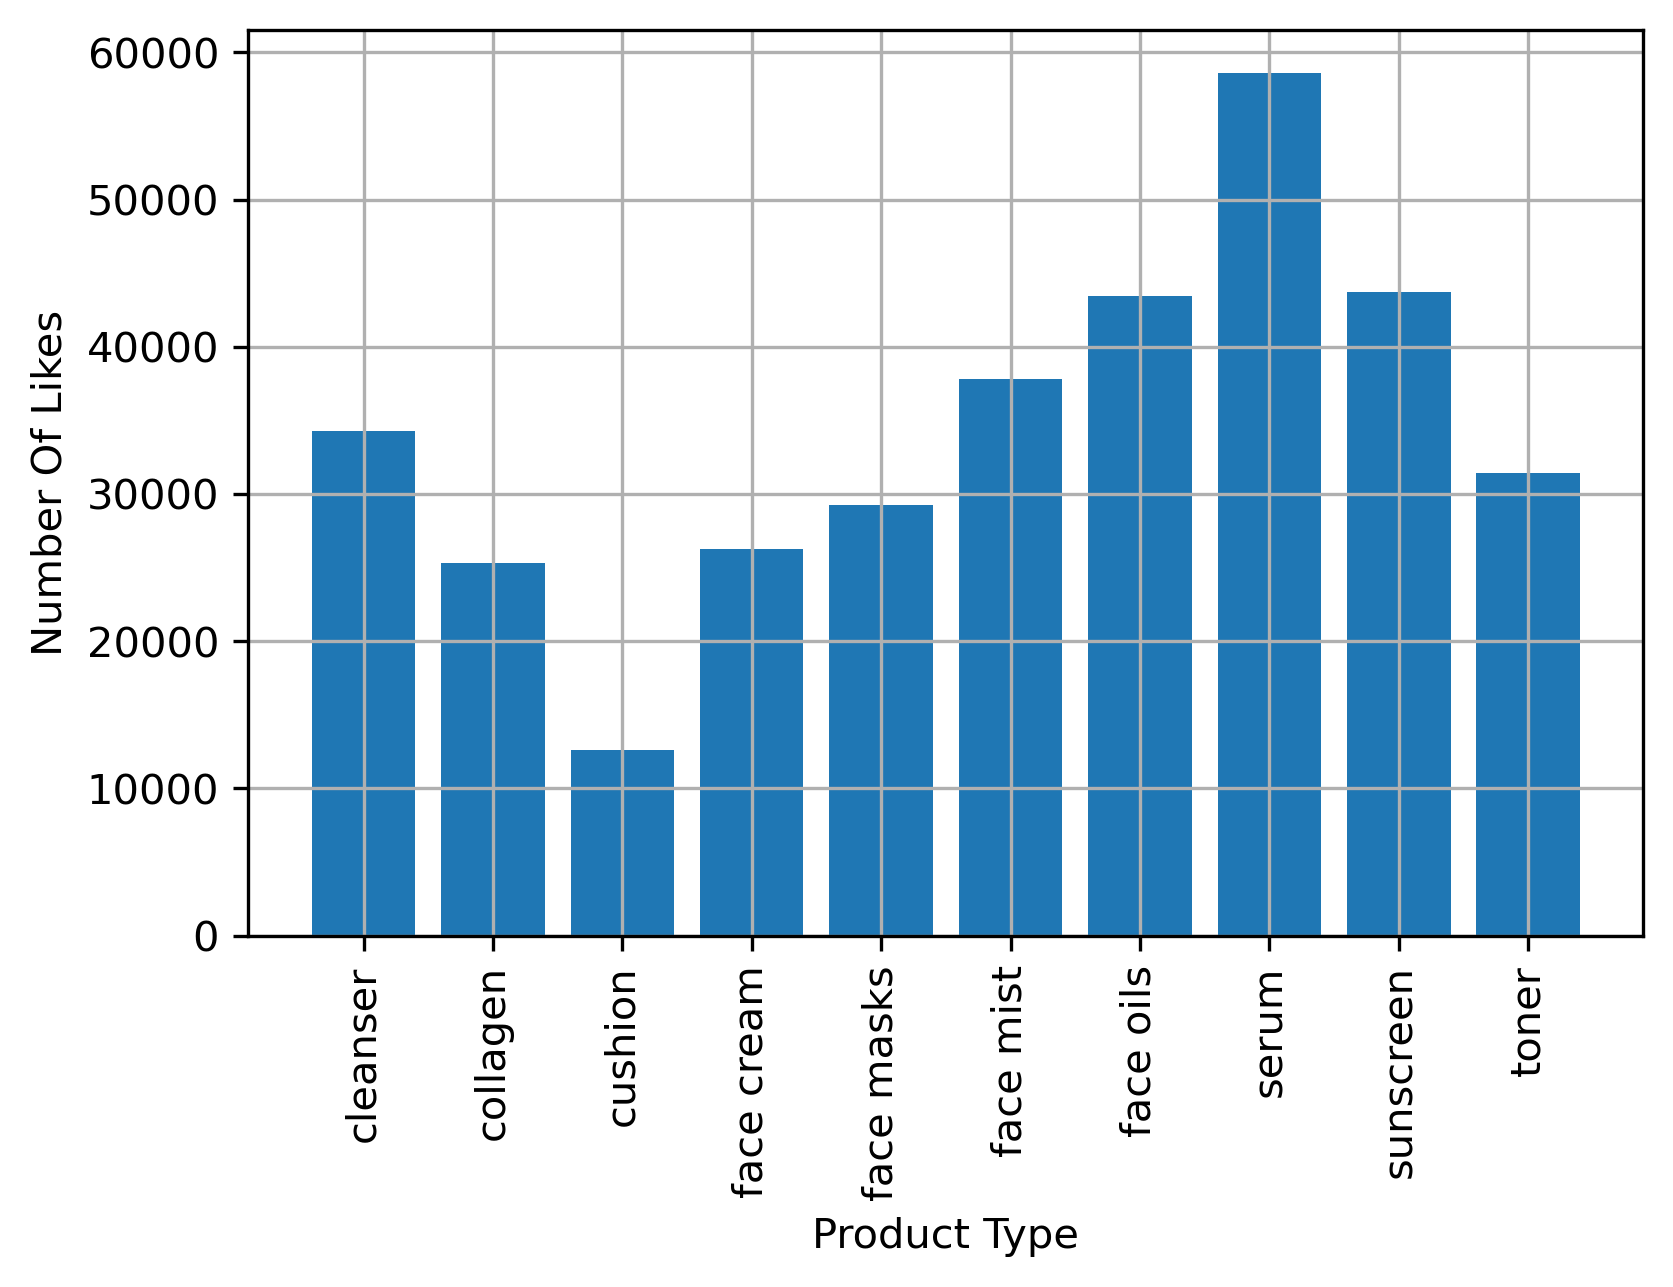 60000
50000
40000
30000
20000
10000
0
Number Of Likes
cleanser
collagen
cushion
face cream
face masks
face mist
face oils
serum
sunscreen
toner
Product Type